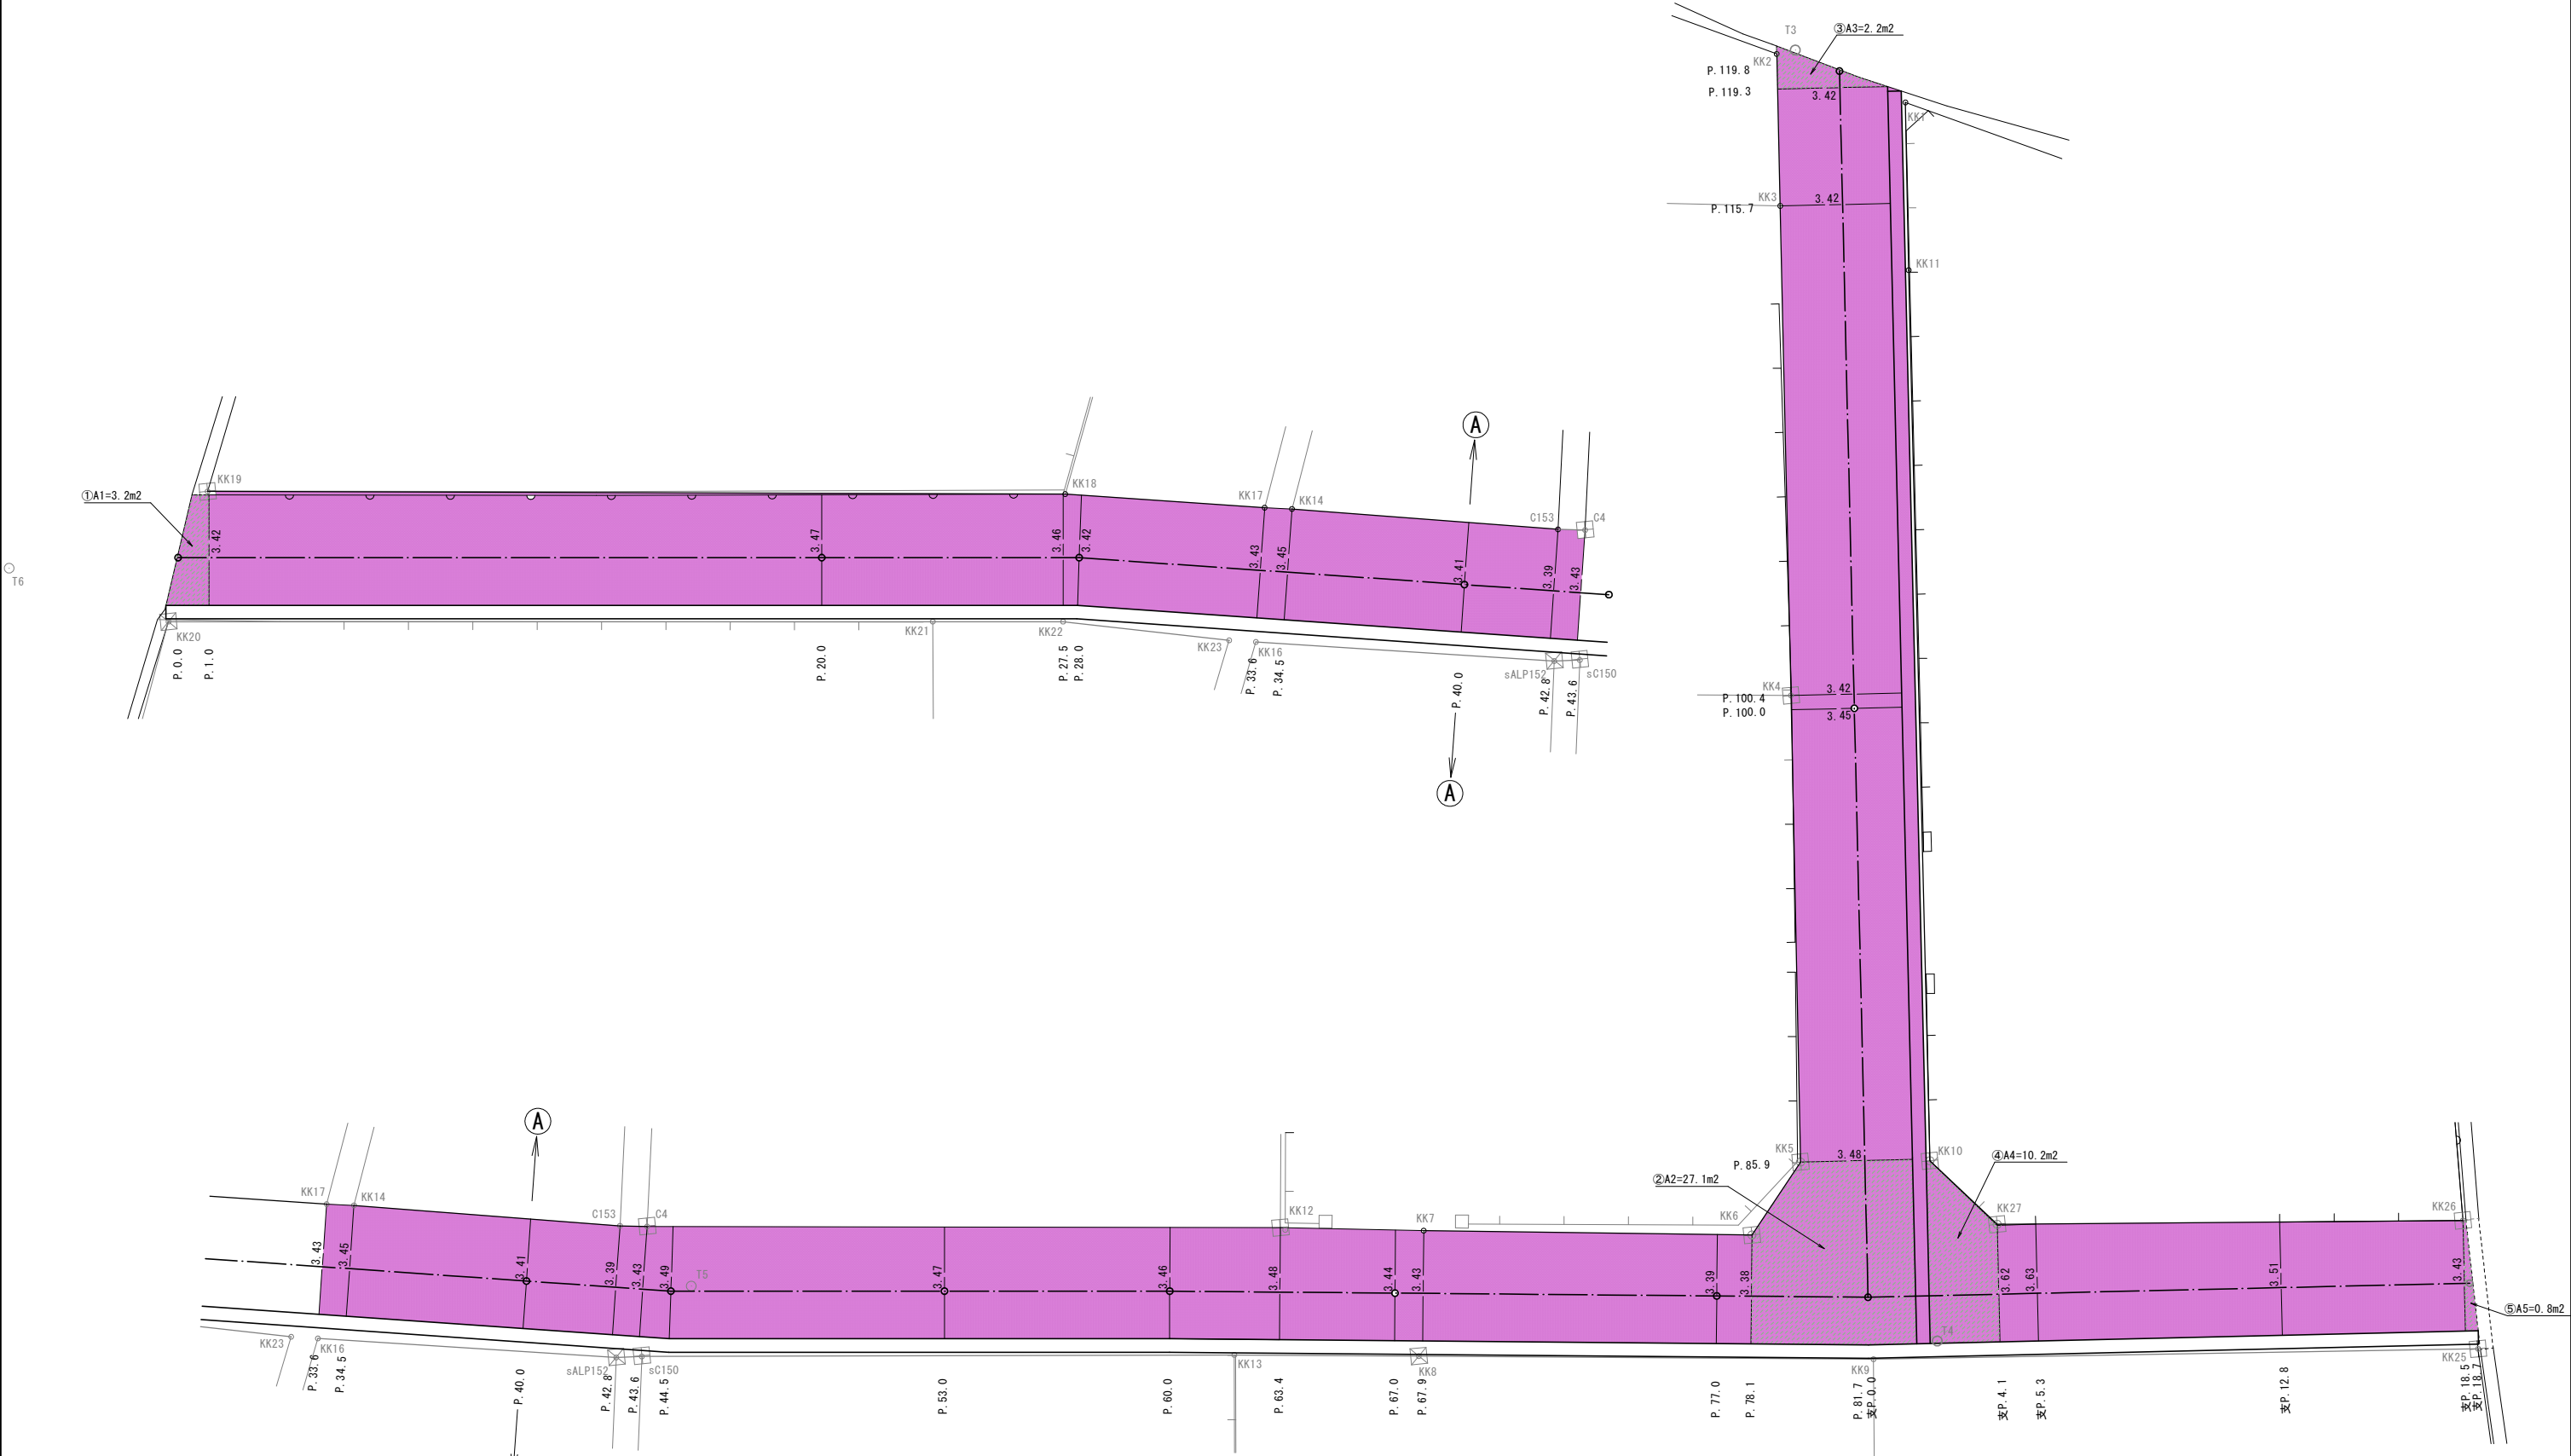 T3
③A3=2.2m2
KK2
P.119.8
P.119.3
3.42
KK1
KK3
3.42
P.115.7
KK11
A
KK19
①A1=3.2m2
KK18
KK17
KK14
C153
C4
3.42
3.47
3.46
3.42
3.43
3.45
3.41
3.39
3.43
T6
KK20
KK21
KK22
KK23
KK16
sALP152
sC150
P.0.0
P.1.0
P.20.0
P.27.5
P.28.0
P.33.6
P.34.5
P.40.0
P.42.8
P.43.6
KK4
3.42
P.100.4
P.100.0
3.45
A
A
KK5
3.48
KK10
P.85.9
④A4=10.2m2
②A2=27.1m2
KK17
KK14
C153
C4
KK12
KK7
KK6
KK27
KK26
3.43
3.45
3.41
3.39
3.43
3.49
T5
3.47
3.46
3.48
3.44
3.43
3.39
3.38
3.62
3.63
3.51
3.43
⑤A5=0.8m2
T4
KK23
KK16
sALP152
sC150
KK13
KK8
KK9
KK25
P.33.6
P.34.5
P.40.0
P.42.8
P.43.6
P.44.5
P.53.0
P.60.0
P.63.4
P.67.0
P.67.9
P.77.0
P.78.1
P.81.7
支P.0.0
支P.4.1
支P.5.3
支P.12.8
支P.18.5
支P.18.7